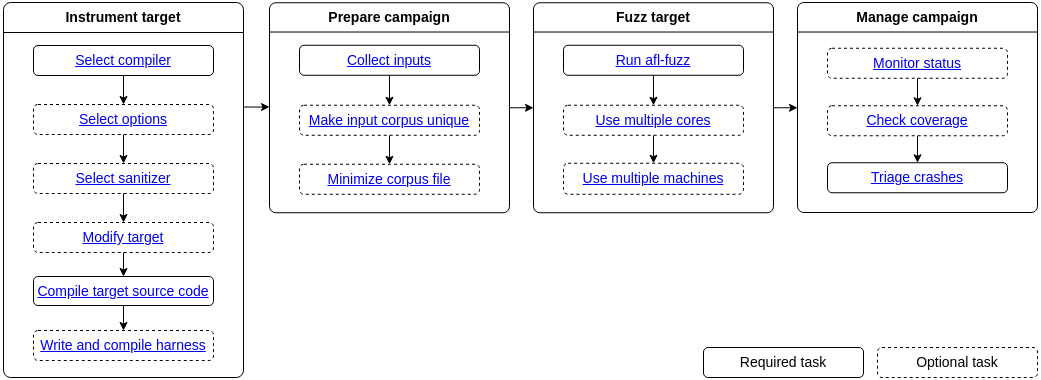 Instrument target
Select compiler
Select options
Select sanitizer
Modify target
Compile target source code
Write and compile harness
Prepare campaign
Collect inputs
Make input corpus unique
Minimize corpus file
Fuzz target
Run afl-fuzz
Use multiple cores
Use multiple machines
Manage campaign
Monitor status
Check coverage
Triage crashes
Required task
Optional task